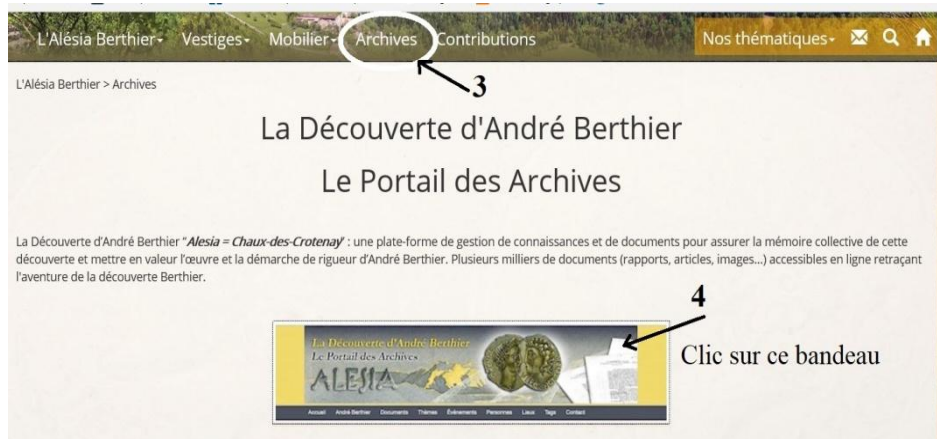 L'Alésia Berthier Vestiges Mobilier Archives Contributions Nos thématiques
3
L'Alésia Berthier > Archives
La Découverte d'André Berthier
Le Portail des Archives
La Découverte d'André Berthier "Alesia = Chaux-des-Crotenay" : une plate-forme de gestion de connaissances et de documents pour assurer la mémoire collective de cette
découverte et mettre en valeur l'œuvre et la démarche de rigueur d'André Berthier. Plusieurs milliers de documents (rapports, articles, images...) accessibles en ligne retraçant
l'aventure de la découverte Berthier.
4
Clic sur ce bandeau
La Découverte d'André Berthier
Le Portail des Archives
ALESIA
Accueil André Berthier Documents Thèmes Évènements Personnes Lieux Tags Contact